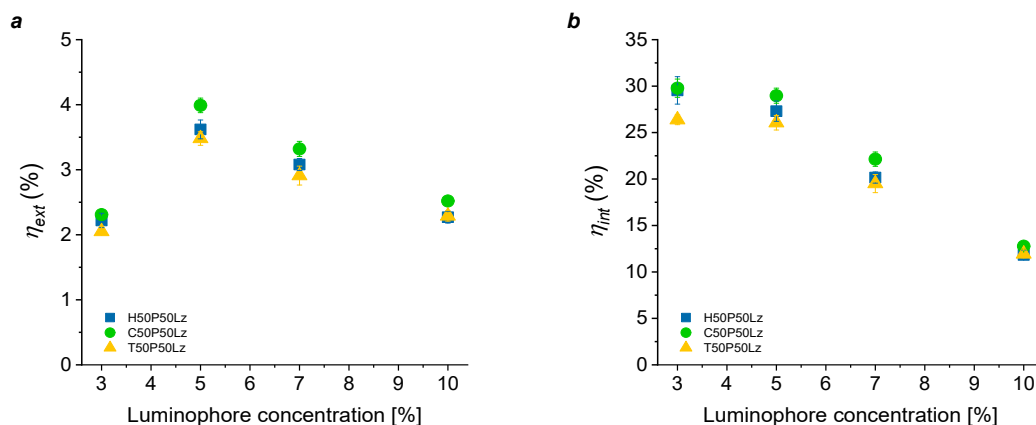 a
η_ext (%)
5
4
3
2
1
0
H50P50Lz
C50P50Lz
T50P50Lz
3 4 5 6 7 8 9 10
Luminophore concentration [%]
b
η_int (%)
35
30
25
20
15
10
5
0
H50P50Lz
C50P50Lz
T50P50Lz
3 4 5 6 7 8 9 10
Luminophore concentration [%]